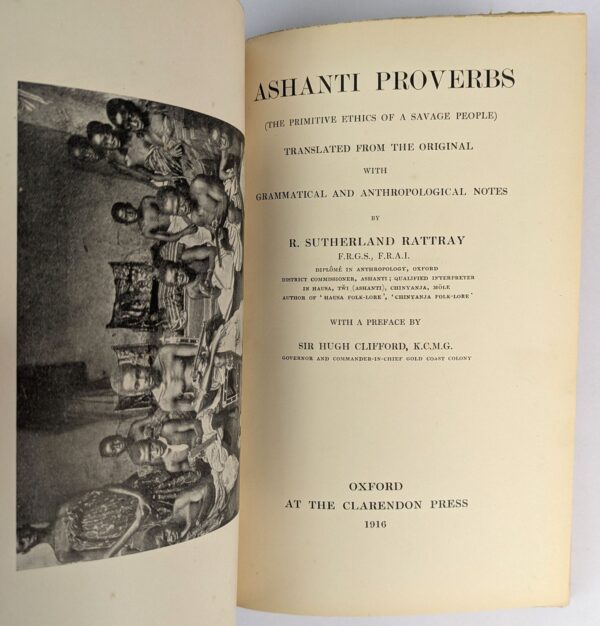 ASHANTI PROVERBS
(THE PRIMITIVE ETHICS OF A SAVAGE PEOPLE)
TRANSLATED FROM THE ORIGINAL
WITH
GRAMMATICAL AND ANTHROPOLOGICAL NOTES
BY
R. SUTHERLAND RATTRAY
F.R.G.S., F.R.A.I.
DIPLÔMÉ IN ANTHROPOLOGY, OXFORD
DISTRICT COMMISSIONER, ASHANTI; QUALIFIED INTERPRETER
IN HAUSA, TW̌I (ASHANTI), CHINYANJA, MÔLE
AUTHOR OF 'HAUSA FOLK-LORE', 'CHINYANJA FOLK-LORE'
WITH A PREFACE BY
SIR HUGH CLIFFORD, K.C.M.G.
GOVERNOR AND COMMANDER-IN-CHIEF GOLD COAST COLONY
OXFORD
AT THE CLARENDON PRESS
1916